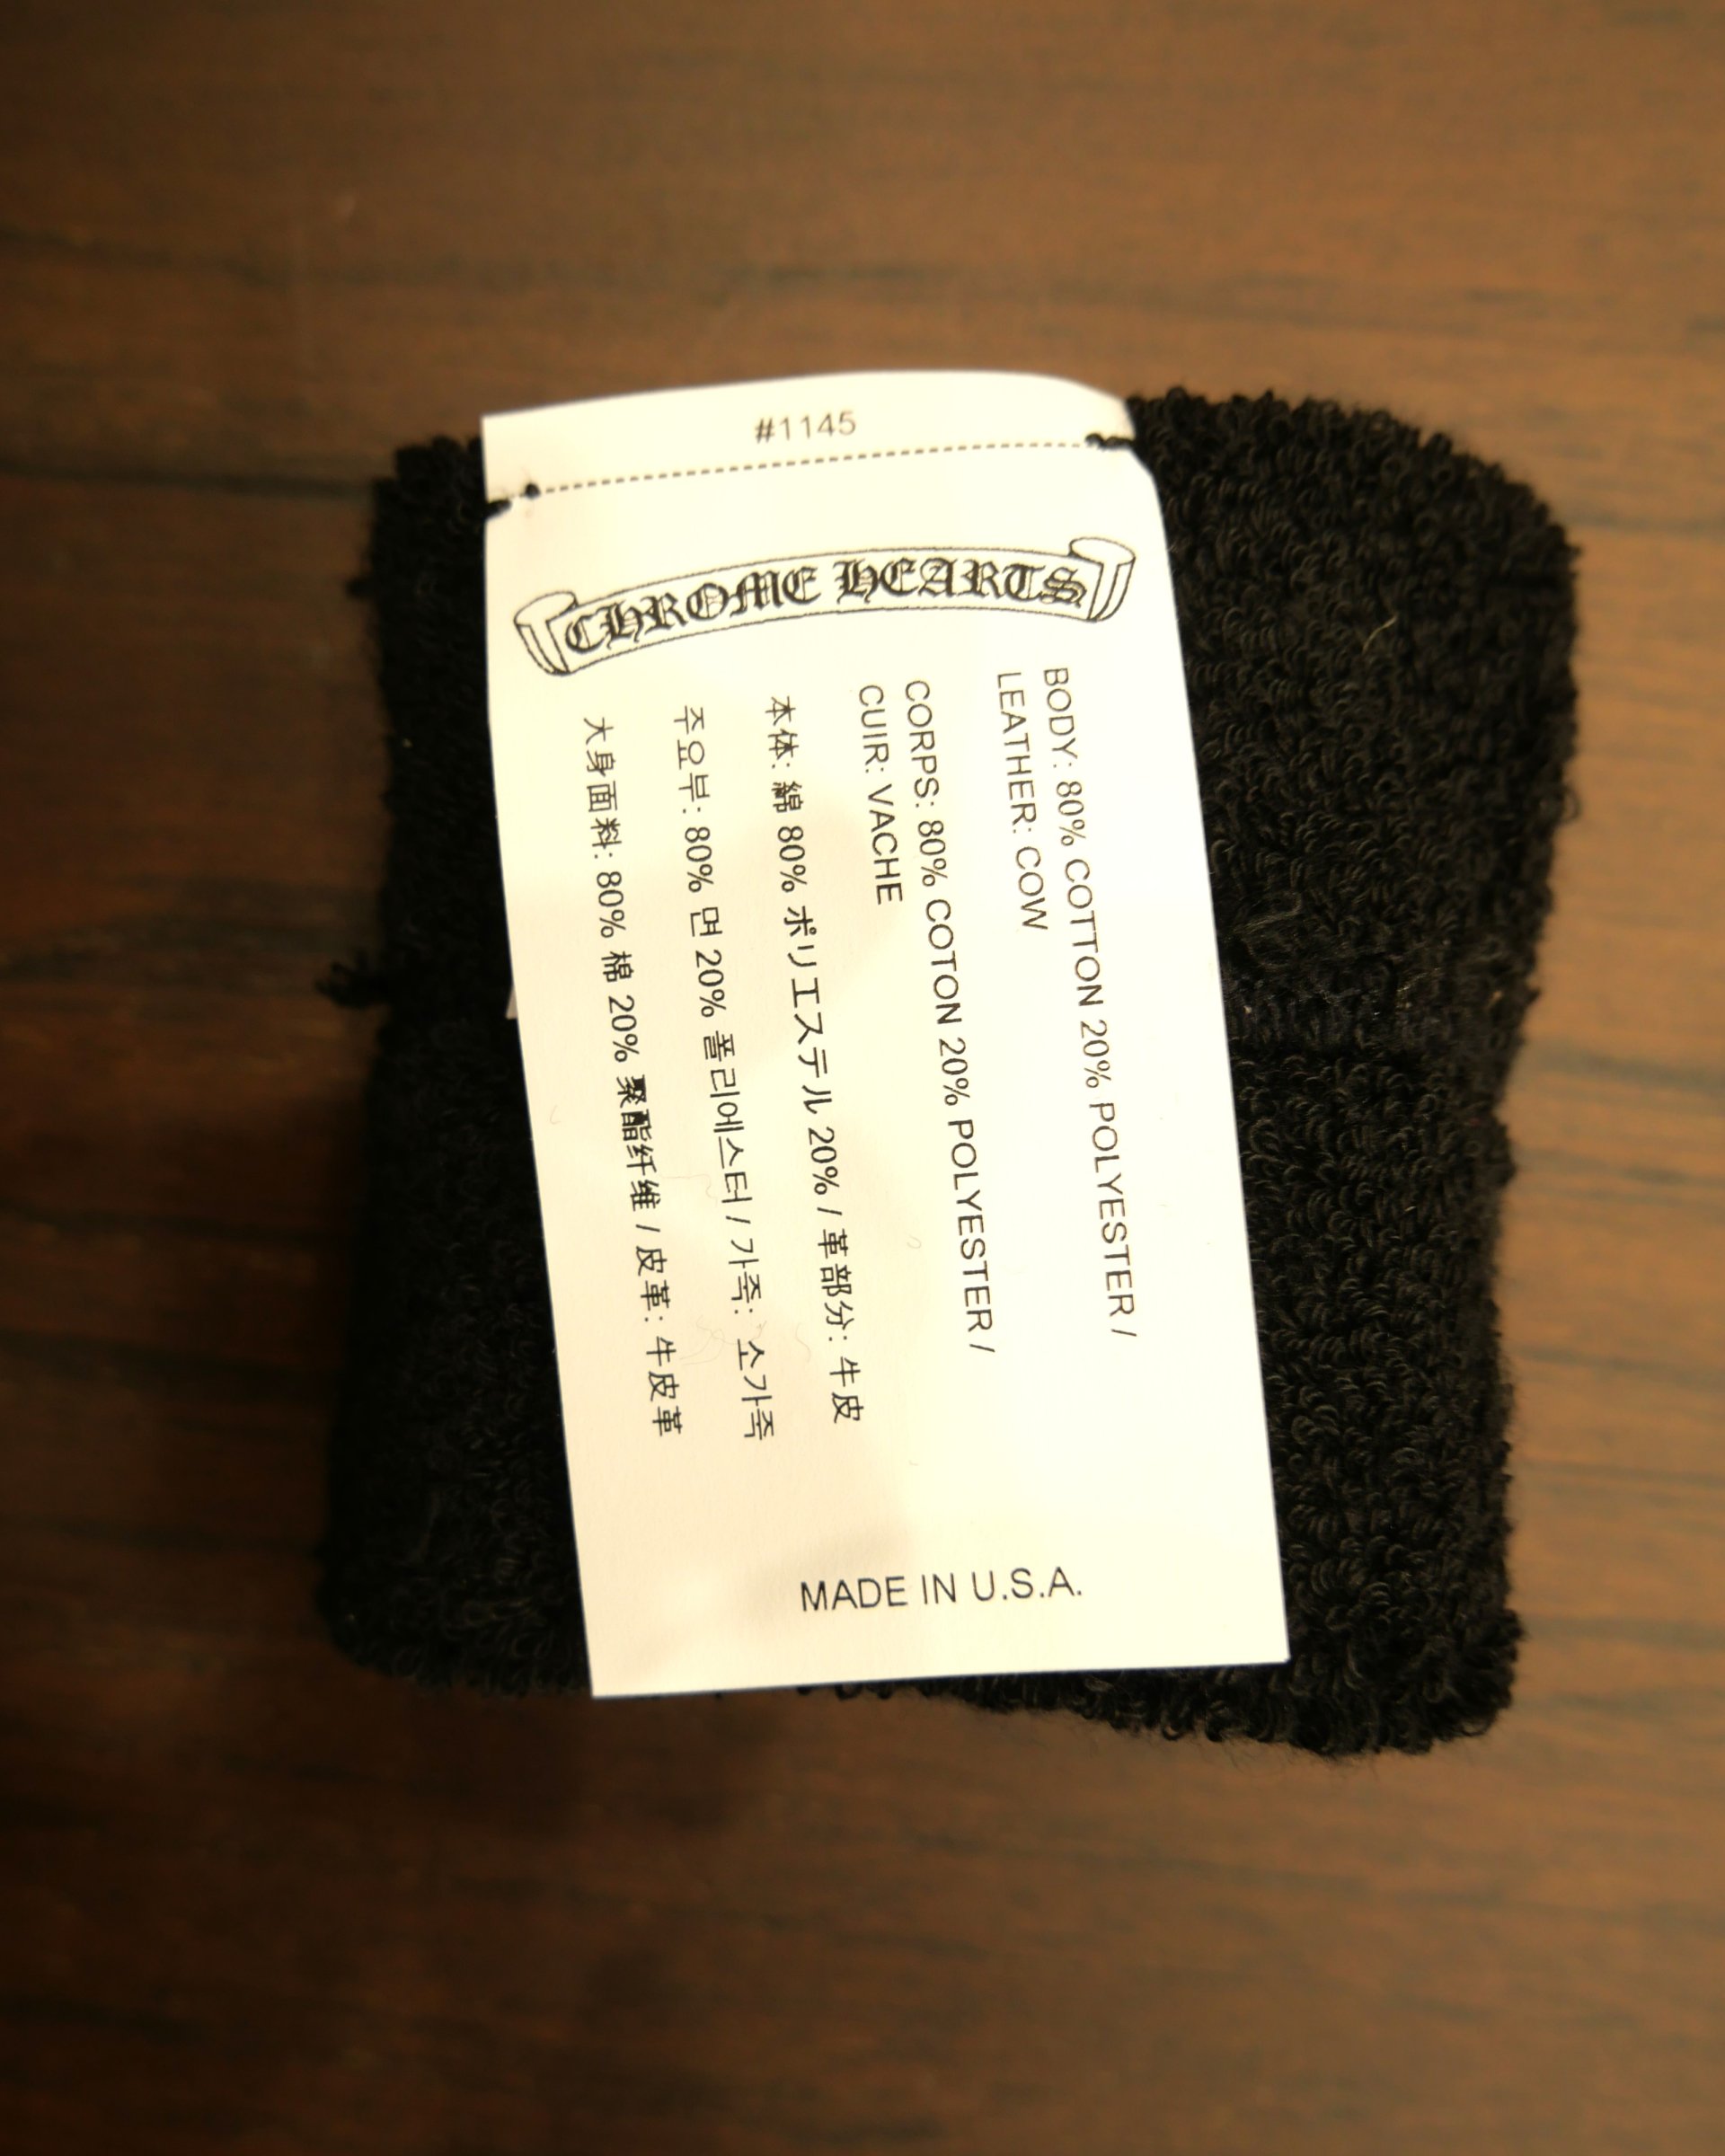 #1145
CHROME HEARTS
BODY: 80% COTTON 20% POLYESTER /
LEATHER: COW
CORPS: 80% COTON 20% POLYESTER /
CUIR: VACHE
本体: 綿 80% ポリエステル 20% / 革部分: 牛皮
주요부: 80% 면 20% 폴리에스터 / 가죽: 소가죽
大身面料: 80% 棉 20% 聚酯纤维 / 皮革: 牛皮革
MADE IN U.S.A.